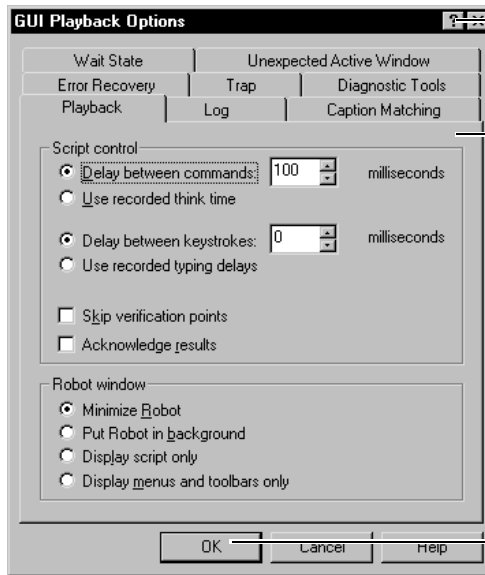 GUI Playback Options
Wait State Unexpected Active Window
Error Recovery Trap Diagnostic Tools
Playback Log Caption Matching
Script control
Delay between commands: 100 milliseconds
Use recorded think time
Delay between keystrokes: 0 milliseconds
Use recorded typing delays
Skip verification points
Acknowledge results
Robot window
Minimize Robot
Put Robot in background
Display script only
Display menus and toolbars only
OK Cancel Help